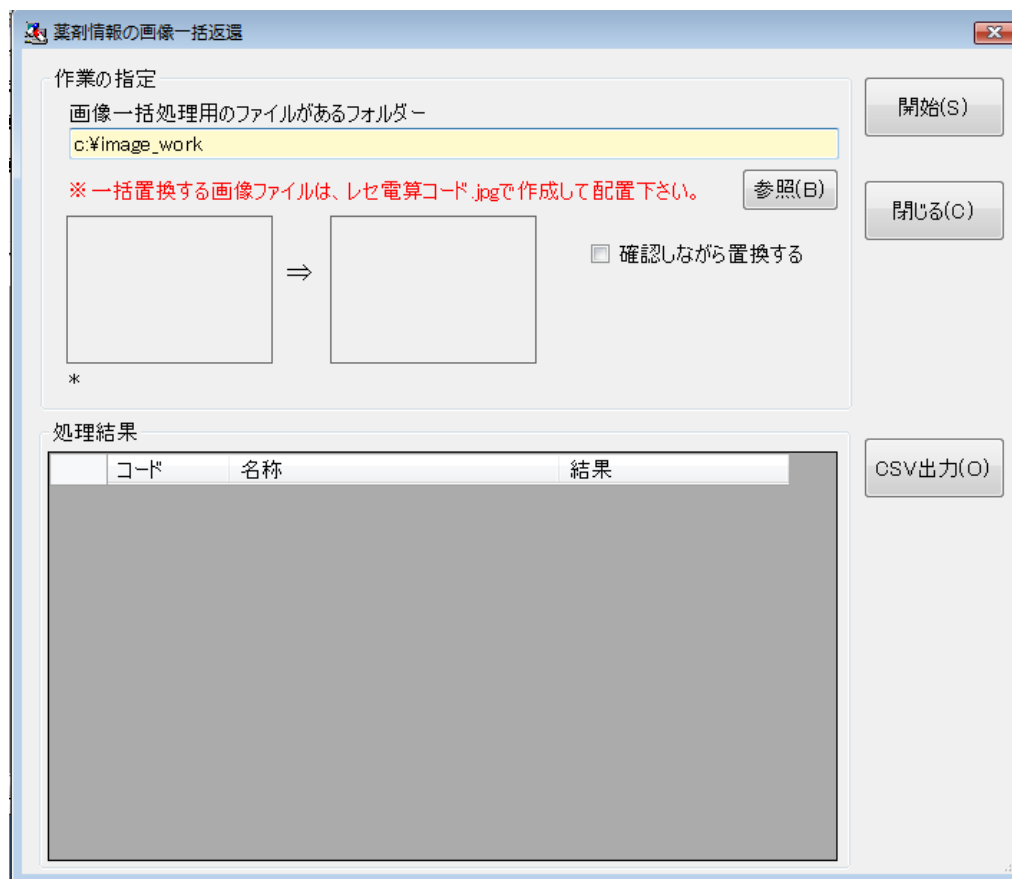 薬剤情報の画像一括返還
作業の指定
画像一括処理用のファイルがあるフォルダー
c:¥image_work
※一括置換する画像ファイルは、レセ電算コード.jpgで作成して配置下さい。
参照(B)
⇒
確認しながら置換する
*
開始(S)
閉じる(C)
処理結果
コード 名称 結果
CSV出力(O)